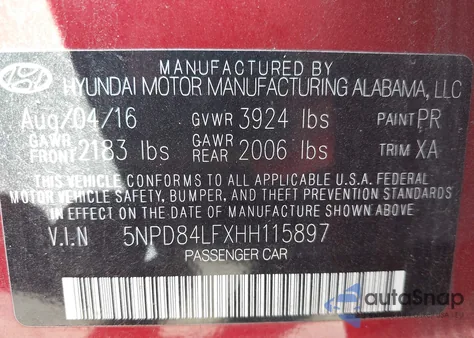 MANUFACTURED BY
HYUNDAI MOTOR MANUFACTURING ALABAMA, LLC
Aug/04/16 GVWR 3924 lbs PAINT PR
GAWR FRONT 2183 lbs GAWR REAR 2006 lbs TRIM XA
THIS VEHICLE CONFORMS TO ALL APPLICABLE U.S.A. FEDERAL
MOTOR VEHICLE SAFETY, BUMPER, AND THEFT PREVENTION STANDARDS
IN EFFECT ON THE DATE OF MANUFACTURE SHOWN ABOVE.
V.I.N 5NPD84LFXHH115897
PASSENGER CAR
autoSnap